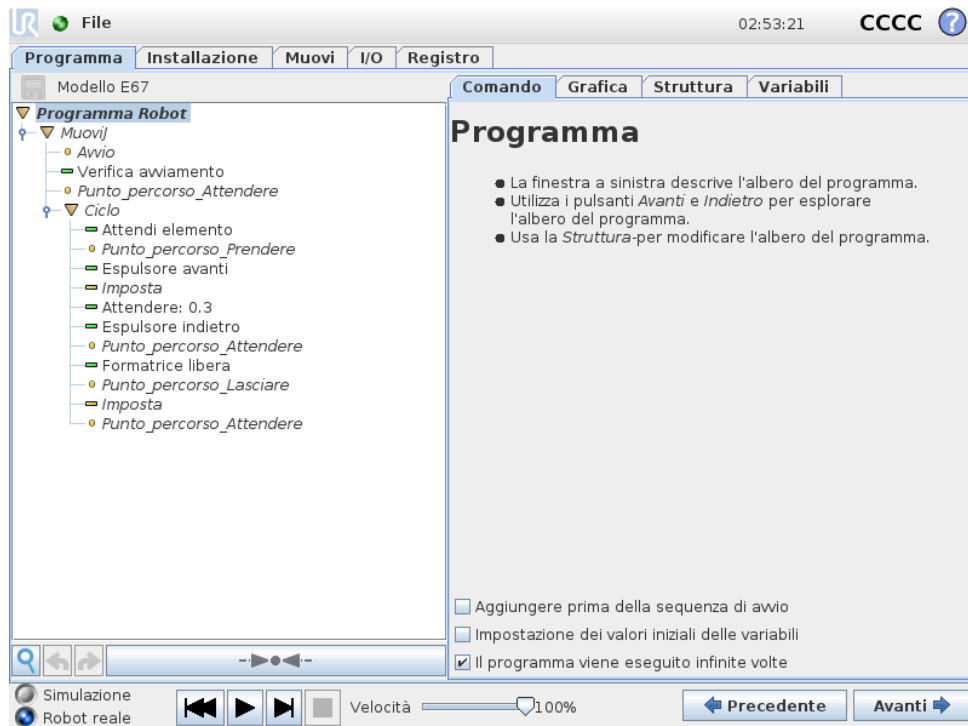 File
02:53:21
CCCC
?
Programma
Installazione
Muovi
I/O
Registro
Modello E67
Comando
Grafica
Struttura
Variabili
Programma Robot
MuoviJ
Avvio
Verifica avviamento
Punto_percorso_Attendere
Ciclo
Attendi elemento
Punto_percorso_Prendere
Espulsore avanti
Imposta
Attendere: 0.3
Espulsore indietro
Punto_percorso_Attendere
Formatrice libera
Punto_percorso_Lasciare
Imposta
Punto_percorso_Attendere
Programma
La finestra a sinistra descrive l'albero del programma.
Utilizza i pulsanti Avanti e Indietro per esplorare
l'albero del programma.
Usa la Struttura-per modificare l'albero del programma.
Aggiungere prima della sequenza di avvio
Impostazione dei valori iniziali delle variabili
Il programma viene eseguito infinite volte
Simulazione
Robot reale
Velocità
100%
Precedente
Avanti